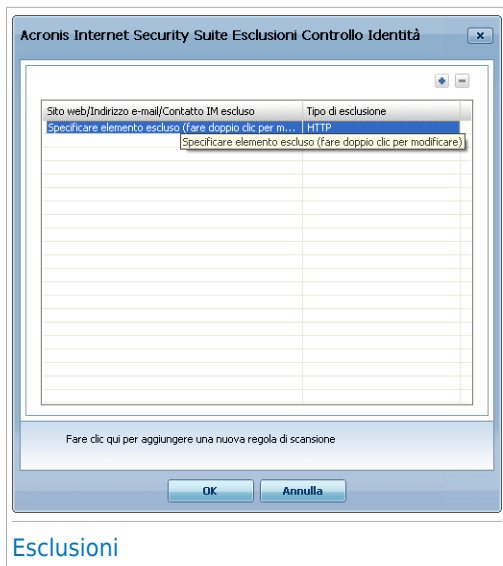 Acronis Internet Security Suite Esclusioni Controllo Identità
Sito web/Indirizzo e-mail/Contatto IM escluso Tipo di esclusione
Specificare elemento escluso (fare doppio clic per m... HTTP
Specificare elemento escluso (fare doppio clic per modificare)
Fare clic qui per aggiungere una nuova regola di scansione
OK Annulla
Esclusioni